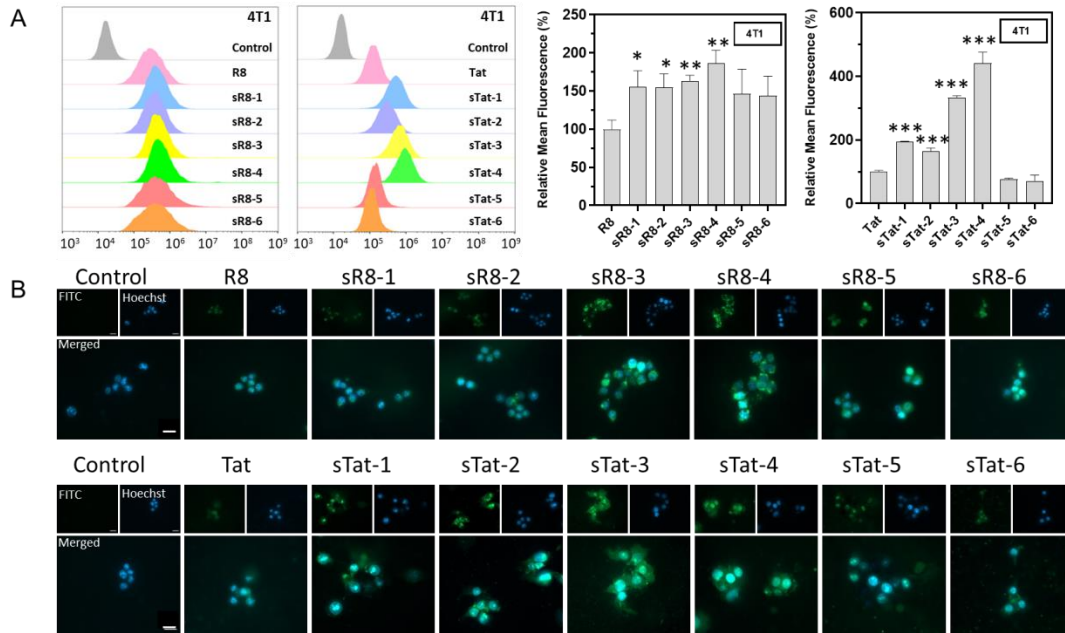 A
4T1
Control
R8
sR8-1
sR8-2
sR8-3
sR8-4
sR8-5
sR8-6
10³ 10⁴ 10⁵ 10⁶ 10⁷ 10⁸ 10⁹
4T1
Control
Tat
sTat-1
sTat-2
sTat-3
sTat-4
sTat-5
sTat-6
10³ 10⁴ 10⁵ 10⁶ 10⁷ 10⁸ 10⁹
Relative Mean Fluorescence (%)
250
200
150
100
50
0
4T1
* * ** **
R8 sR8-1 sR8-2 sR8-3 sR8-4 sR8-5 sR8-6
Relative Mean Fluorescence (%)
600
400
200
0
4T1
*** *** *** ***
Tat sTat-1 sTat-2 sTat-3 sTat-4 sTat-5 sTat-6
B
Control R8 sR8-1 sR8-2 sR8-3 sR8-4 sR8-5 sR8-6
FITC Hoechst
Merged
Control Tat sTat-1 sTat-2 sTat-3 sTat-4 sTat-5 sTat-6
FITC Hoechst
Merged